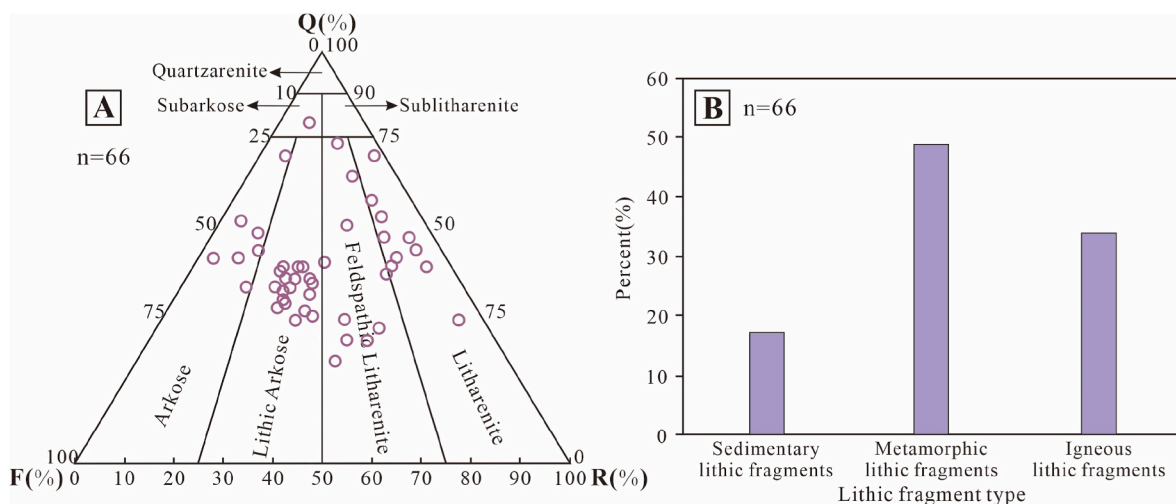 Q(%)
0 100
Quartzarenite
A
10 90
Subarkose
Sublitharenite
25 75
n=66
50 50
75 75
Arkose
Lithic Arkose
Feldspathic Litharenite
Litharenite
100 0
F(%) 0 10 20 30 40 50 60 70 80 90 100 R(%)
B
n=66
Percent(%)
60
50
40
30
20
10
0
Sedimentary
lithic fragments
Metamorphic
lithic fragments
Igneous
lithic fragments
Lithic fragment type